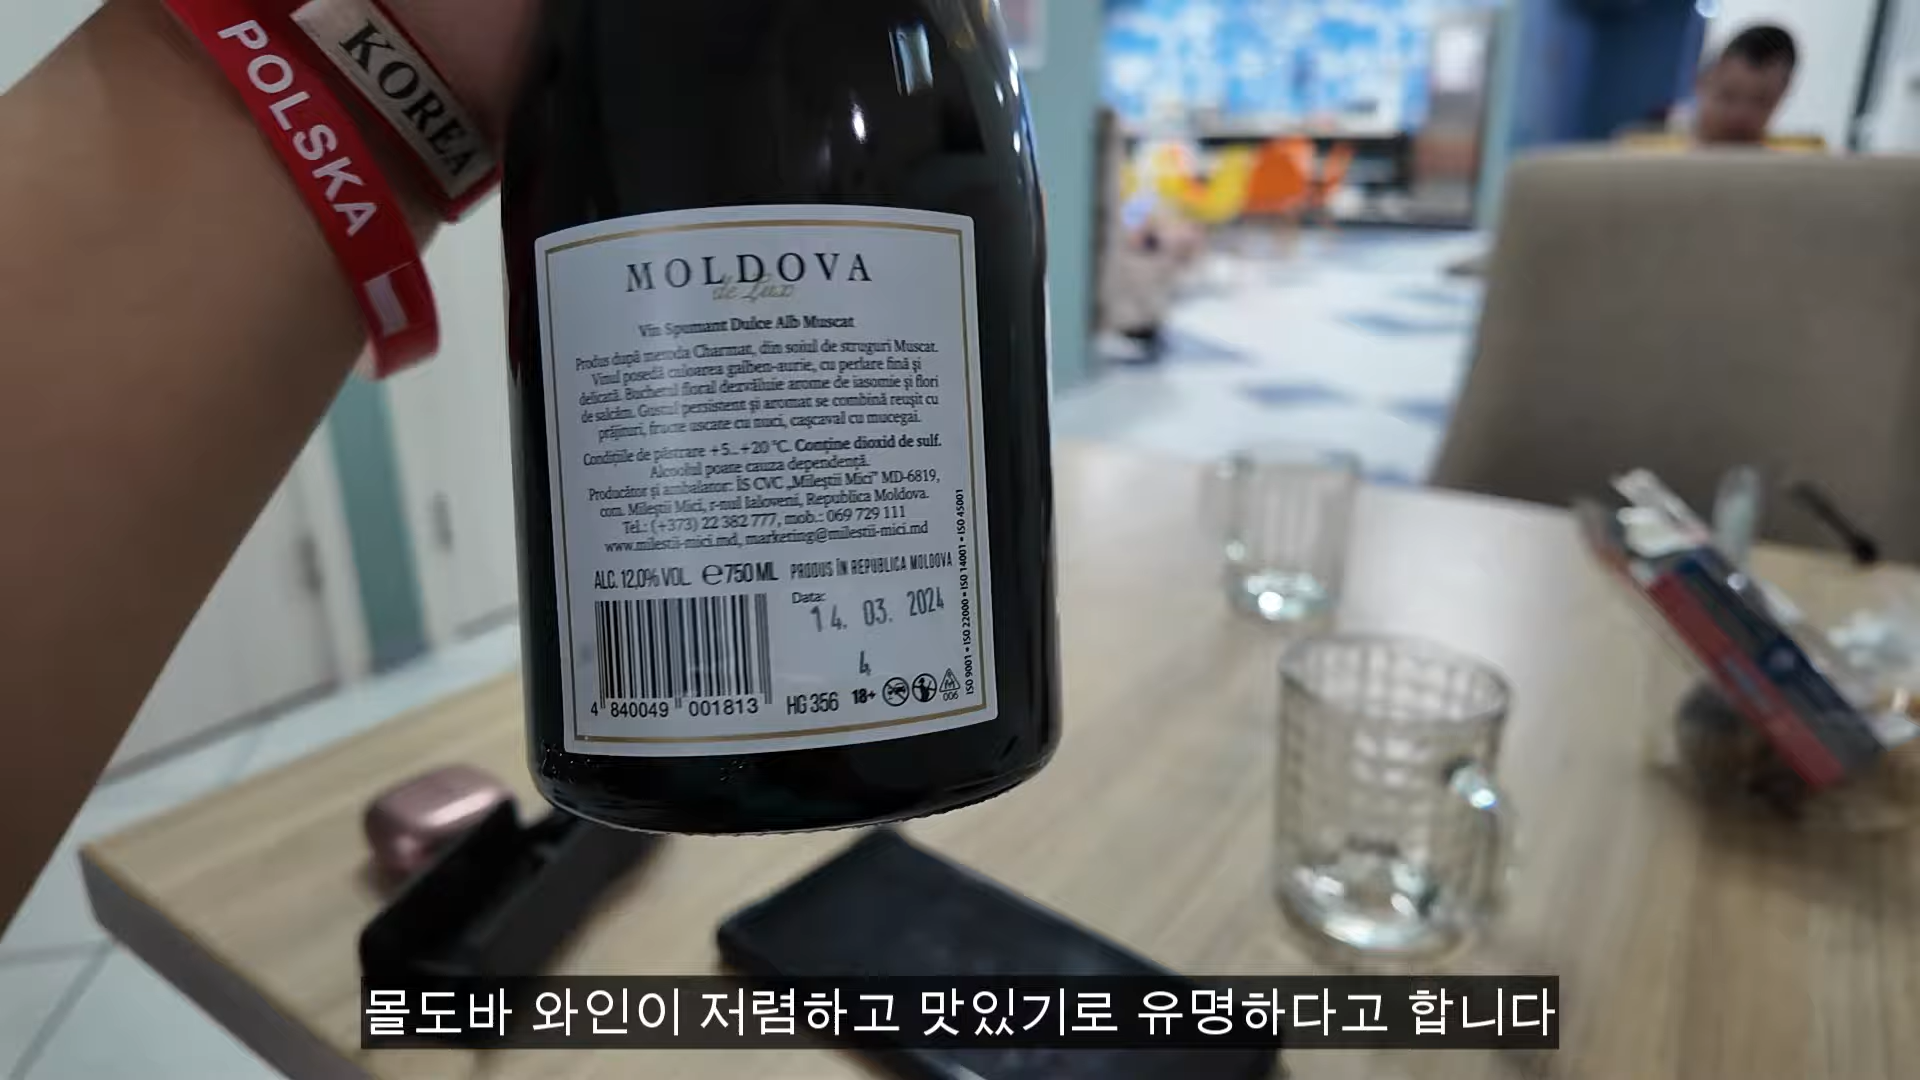 POLSKA
KOREA
MOLDOVA
de Lux
Vin Spumant Dulce Alb Muscat
Produs după metoda Charmat, din soiul de struguri Muscat.
Vinul posedă culoarea galben-aurie, cu perlare fină și
delicată. Buchetul floral dezvăluie arome de iasomie și flori
de salcâm. Gustul persistent și aromat se combină reușit cu
prăjituri, fructe uscate cu nuci, cașcaval cu mucegai.
Condițiile de păstrare +5...+20 °C. Conține dioxid de sulf.
Alcoolul poate cauza dependență.
Producător și ambalator: ÎS CVC „Mileștii Mici” MD-6819,
com. Mileștii Mici, r-nul Ialoveni, Republica Moldova.
Tel.: (+373) 22 382 777, mob.: 069 729 111
www.milestii-mici.md, marketing@milestii-mici.md
ALC. 12,0% VOL. ℮750 ML PRODUS ÎN REPUBLICA MOLDOVA
Data:
14. 03. 2024
4
4 840049 001813
HG 356 18+
006
ISO 9001 • ISO 22000 • ISO 14001 • ISO 45001
몰도바 와인이 저렴하고 맛있기로 유명하다고 합니다